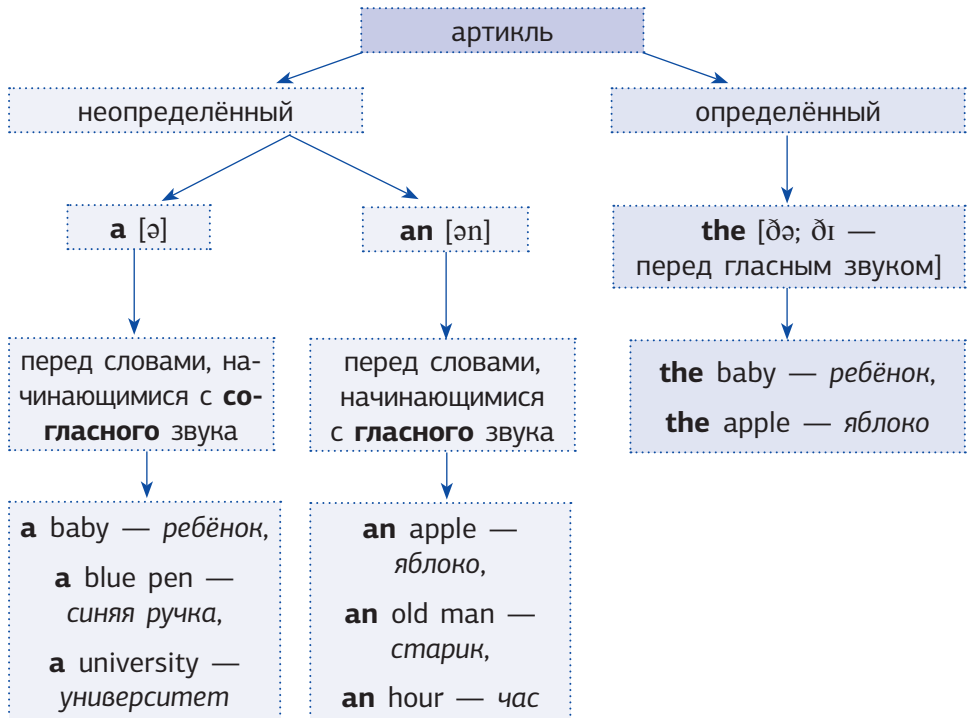 артикль
неопределённый
определённый
a [ə]
an [ən]
the [ðə; ðɪ —
перед гласным звуком]
перед словами, на-
чинающимися с со-
гласного звука
перед словами,
начинающимися
с гласного звука
the baby — ребёнок,
the apple — яблоко
a baby — ребёнок,
a blue pen —
синяя ручка,
a university —
университет
an apple —
яблоко,
an old man —
старик,
an hour — час